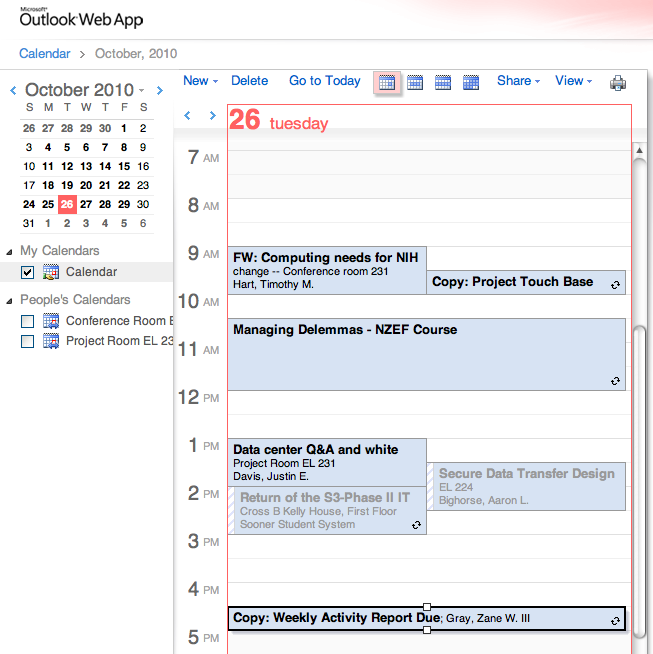 Microsoft®
Outlook Web App
Calendar > October, 2010
October 2010
S M T W T F S
26 27 28 29 30 1 2
3 4 5 6 7 8 9
10 11 12 13 14 15 16
17 18 19 20 21 22 23
24 25 26 27 28 29 30
31 1 2 3 4 5 6
My Calendars
Calendar
People's Calendars
Conference Room E
Project Room EL 23
New Delete Go to Today Share View
26 tuesday
7 AM
8 AM
9 AM
FW: Computing needs for NIH
change -- Conference room 231
Hart, Timothy M.
Copy: Project Touch Base
10 AM
Managing Delemmas - NZEF Course
11 AM
12 PM
1 PM
Data center Q&A and white
Project Room EL 231
Davis, Justin E.
Secure Data Transfer Design
EL 224
Bighorse, Aaron L.
2 PM
Return of the S3-Phase II IT
Cross B Kelly House, First Floor
Sooner Student System
3 PM
4 PM
Copy: Weekly Activity Report Due; Gray, Zane W. III
5 PM